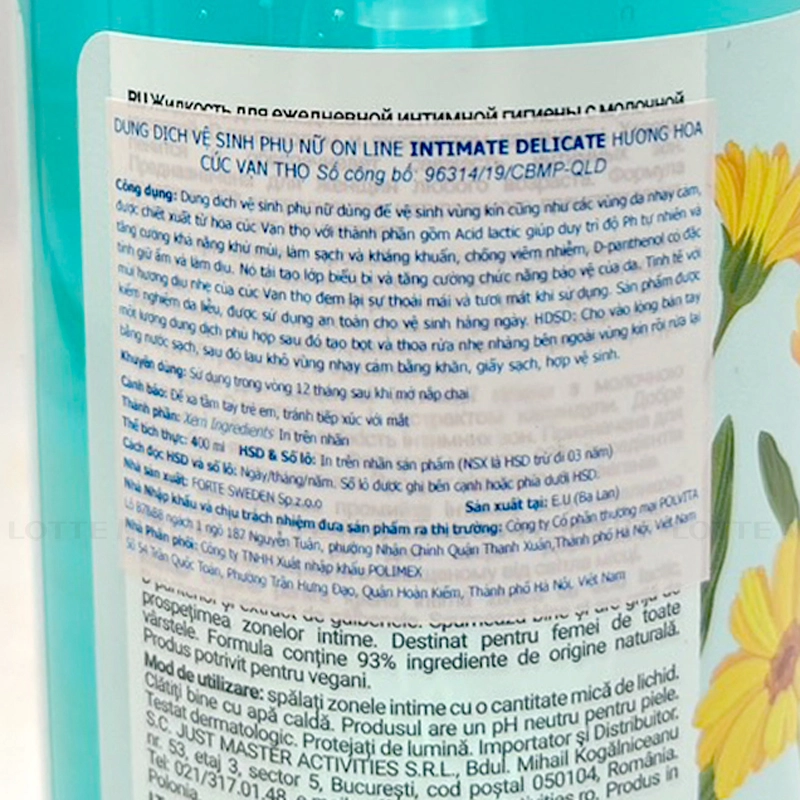 RU Жидкость для ежедневной интимной гигиены с молочной
DUNG DỊCH VỆ SINH PHỤ NỮ ON LINE INTIMATE DELICATE HƯƠNG HOA
CÚC VẠN THỌ Số công bố: 96314/19/CBMP-QLD
Công dụng: Dung dịch vệ sinh phụ nữ dùng để vệ sinh vùng kín cũng như các vùng da nhạy cảm,
được chiết xuất từ hoa cúc Vạn thọ với thành phần gồm Acid lactic giúp duy trì độ Ph tự nhiên và
tăng cường khả năng khử mùi, làm sạch và kháng khuẩn, chống viêm nhiễm, D-panthenol có đặc
tính giữ ẩm và làm dịu. Nó tái tạo lớp biểu bì và tăng cường chức năng bảo vệ của da. Tinh tế với
mùi hương dịu nhẹ của cúc Vạn thọ đem lại sự thoải mái và tươi mát khi sử dụng. Sản phẩm được
kiểm nghiệm da liễu, được sử dụng an toàn cho vệ sinh hàng ngày. HDSD: Cho vào lòng bàn tay
một lượng dung dịch phù hợp sau đó tạo bọt và thoa rửa nhẹ nhàng bên ngoài vùng kín rồi rửa lại
bằng nước sạch, sau đó lau khô vùng nhạy cảm bằng khăn, giấy sạch, hợp vệ sinh.
Khuyên dùng: Sử dụng trong vòng 12 tháng sau khi mở nắp chai
Cảnh báo: Để xa tầm tay trẻ em, tránh tiếp xúc với mắt
Thành phần: Xem Ingredients In trên nhãn
Thể tích thực: 400 ml HSD & Số lô: In trên nhãn sản phẩm (NSX là HSD trừ đi 03 năm)
Cách đọc HSD và số lô: Ngày/tháng/năm. Số lô được ghi bên cạnh hoặc phía dưới HSD.
Nhà sản xuất: FORTE SWEDEN Sp.z.o.o Sản xuất tại: E.U (Ba Lan)
Nhà Nhập khẩu và chịu trách nhiệm đưa sản phẩm ra thị trường: Công ty Cổ phần thương mại POLVITA
Lô B7&B8 ngách 1 ngõ 187 Nguyễn Tuân, phường Nhân Chính Quận Thanh Xuân, Thành phố Hà Nội, Việt Nam
Nhà Phân phối: Công ty TNHH Xuất nhập khẩu POLIMEX
Số 54 Trần Quốc Toản, Phường Trần Hưng Đạo, Quận Hoàn Kiếm, Thành phố Hà Nội, Việt Nam
LOTTE
prospețimea zonelor intime. Destinat pentru femei de toate
vârstele. Formula conține 93% ingrediente de origine naturală.
Produs potrivit pentru vegani.
Mod de utilizare: spălați zonele intime cu o cantitate mică de lichid.
Clătiți bine cu apă caldă. Produsul are un pH neutru pentru piele.
Testat dermatologic. Protejați de lumină. Importator și Distribuitor.
S.C. JUST MASTER ACTIVITIES S.R.L., Bdul. Mihail Kogălniceanu
nr. 53, etaj 3, sector 5, București, cod poștal 050104, România.
Tel: 021/317.01.48, Produs in
Polonia